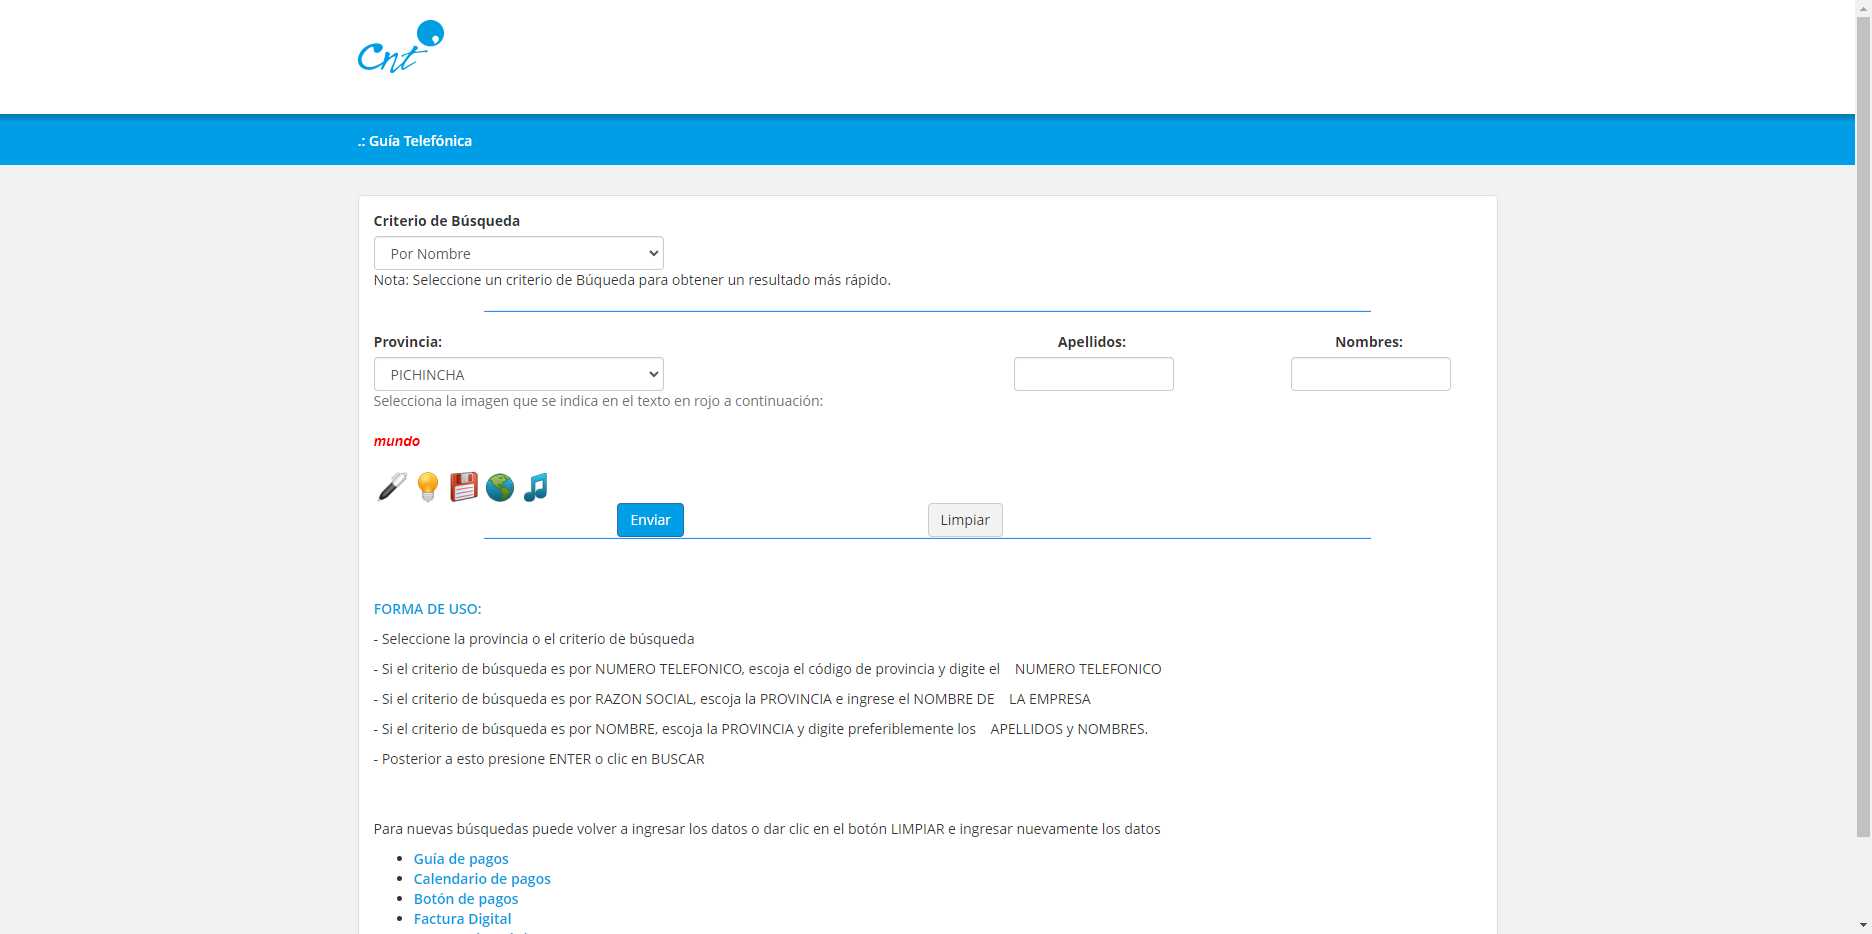 Cnt
.: Guía Telefónica
Criterio de Búsqueda
Por Nombre
Nota: Seleccione un criterio de Búqueda para obtener un resultado más rápido.
Provincia: Apellidos: Nombres:
PICHINCHA
Selecciona la imagen que se indica en el texto en rojo a continuación:
mundo
Enviar Limpiar
FORMA DE USO:
- Seleccione la provincia o el criterio de búsqueda
- Si el criterio de búsqueda es por NUMERO TELEFONICO, escoja el código de provincia y digite el NUMERO TELEFONICO
- Si el criterio de búsqueda es por RAZON SOCIAL, escoja la PROVINCIA e ingrese el NOMBRE DE LA EMPRESA
- Si el criterio de búsqueda es por NOMBRE, escoja la PROVINCIA y digite preferiblemente los APELLIDOS y NOMBRES.
- Posterior a esto presione ENTER o clic en BUSCAR
Para nuevas búsquedas puede volver a ingresar los datos o dar clic en el botón LIMPIAR e ingresar nuevamente los datos
• Guía de pagos
• Calendario de pagos
• Botón de pagos
• Factura Digital